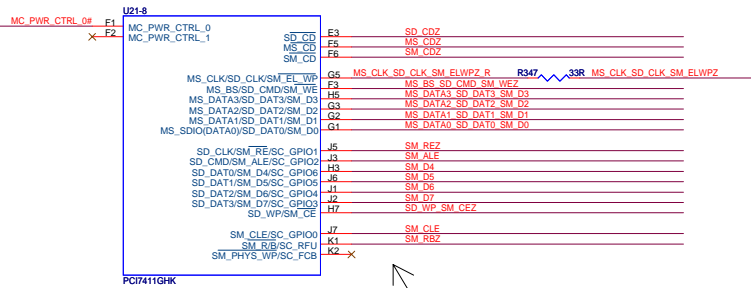 U21-8
MC_PWR_CTRL_0# F1 MC_PWR_CTRL_0
F2 MC_PWR_CTRL_1
SD_CD E3 SD_CDZ
MS_CD F5 MS_CDZ
SM_CD F6 SM_CDZ
MS_CLK/SD_CLK/SM_EL_WP G5 MS_CLK_SD_CLK_SM_ELWPZ_R R347 33R MS_CLK_SD_CLK_SM_ELWPZ
MS_BS/SD_CMD/SM_WE F3 MS_BS_SD_CMD_SM_WEZ
MS_DATA3/SD_DAT3/SM_D3 H5 MS_DATA3_SD_DAT3_SM_D3
MS_DATA2/SD_DAT2/SM_D2 G3 MS_DATA2_SD_DAT2_SM_D2
MS_DATA1/SD_DAT1/SM_D1 G2 MS_DATA1_SD_DAT1_SM_D1
MS_SDIO(DATA0)/SD_DAT0/SM_D0 G1 MS_DATA0_SD_DAT0_SM_D0
SD_CLK/SM_RE/SC_GPIO1 J5 SM_REZ
SD_CMD/SM_ALE/SC_GPIO2 J3 SM_ALE
SD_DAT0/SM_D4/SC_GPIO6 H3 SM_D4
SD_DAT1/SM_D5/SC_GPIO5 J6 SM_D5
SD_DAT2/SM_D6/SC_GPIO4 J1 SM_D6
SD_DAT3/SM_D7/SC_GPIO3 J2 SM_D7
SD_WP/SM_CE H7 SD_WP_SM_CEZ
SM_CLE/SC_GPIO0 J7 SM_CLE
SM_R/B/SC_RFU K1 SM_RBZ
SM_PHYS_WP/SC_FCB K2
PCI7411GHK